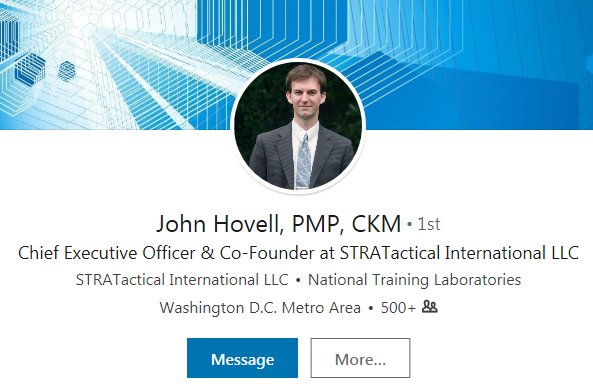 John Hovell, PMP, CKM • 1st
Chief Executive Officer & Co-Founder at STRATactical International LLC
STRATactical International LLC • National Training Laboratories
Washington D.C. Metro Area • 500+
Message
More...